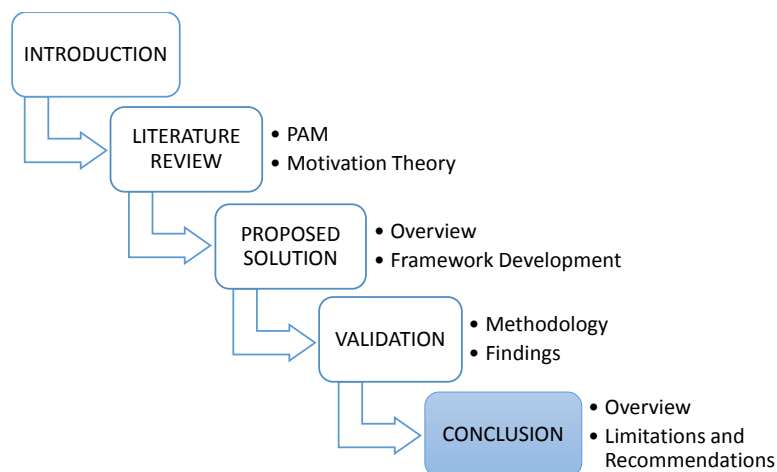 INTRODUCTION
LITERATURE
REVIEW
• PAM
• Motivation Theory
PROPOSED
SOLUTION
• Overview
• Framework Development
VALIDATION
• Methodology
• Findings
CONCLUSION
• Overview
• Limitations and
Recommendations